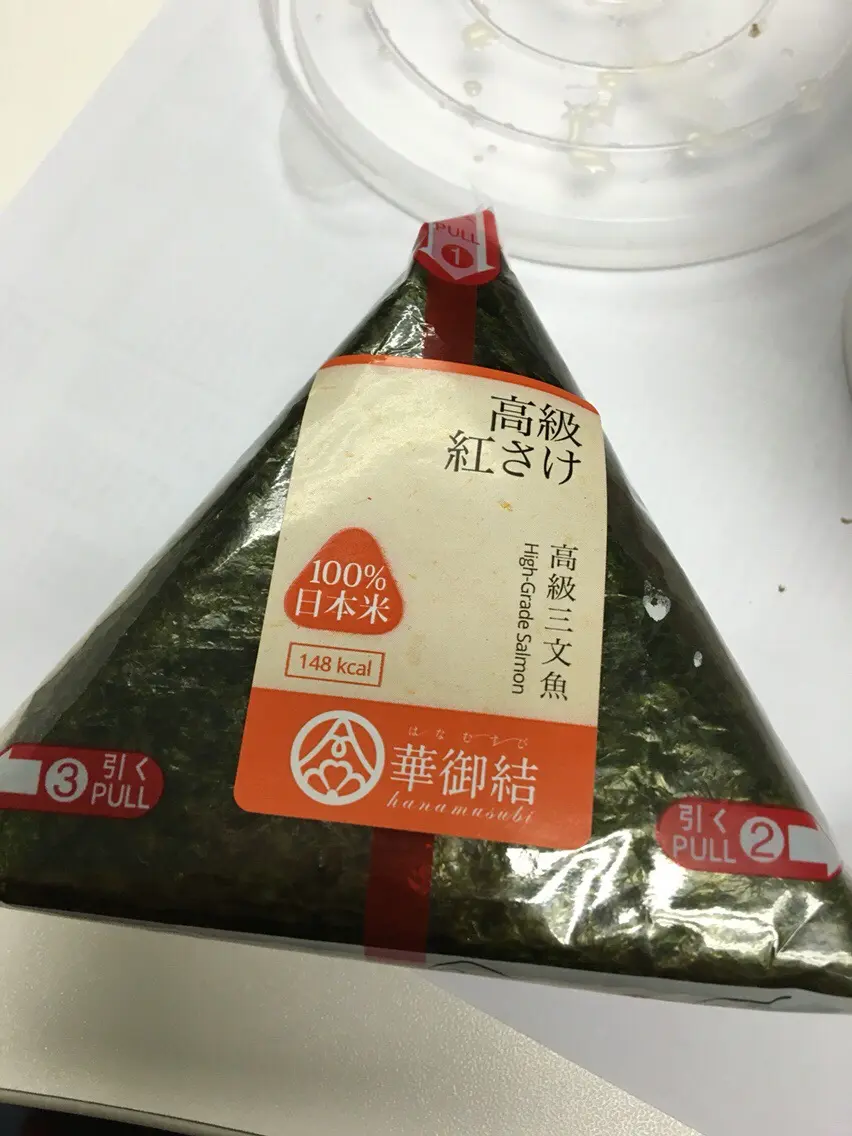 PULL
1
高級
紅さけ
高級三文魚
High-Grade Salmon
100%
日本米
148 kcal
はなむすび
華御結
hanamusubi
3 引く
PULL
引く
PULL 2